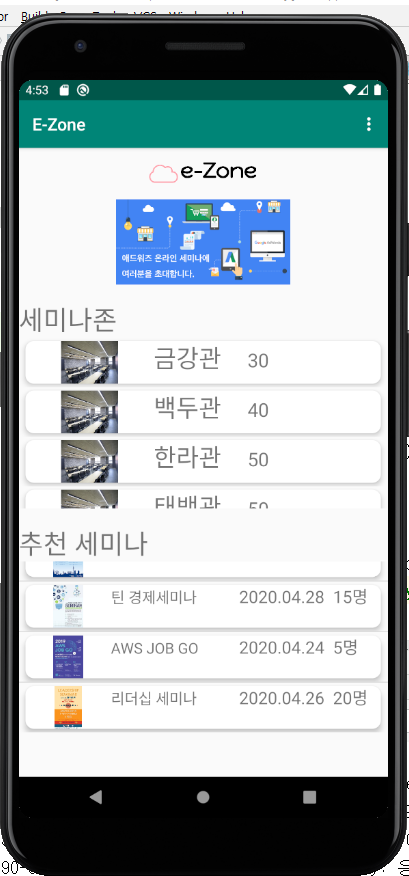 4:53
E-Zone
e-Zone
Google AdWords
애드워즈 온라인 세미나에
여러분을 초대합니다.
세미나존
금강관 30
백두관 40
한라관 50
태백관 50
추천 세미나
틴 경제세미나 2020.04.28 15명
AWS JOB GO 2020.04.24 5명
리더십 세미나 2020.04.26 20명